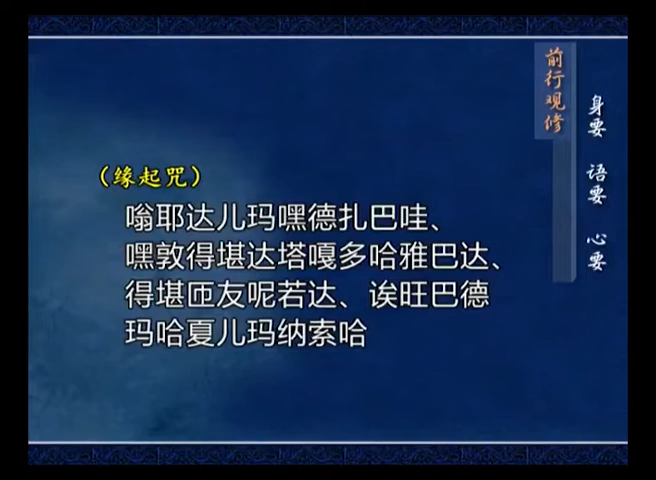 前行观修
身要 语要 心要
（缘起咒）
嗡耶达儿玛嘿德扎巴哇、
嘿敦得堪达塔嘎多哈雅巴达、
得堪匝友呢若达、诶旺巴德
玛哈夏儿玛纳索哈